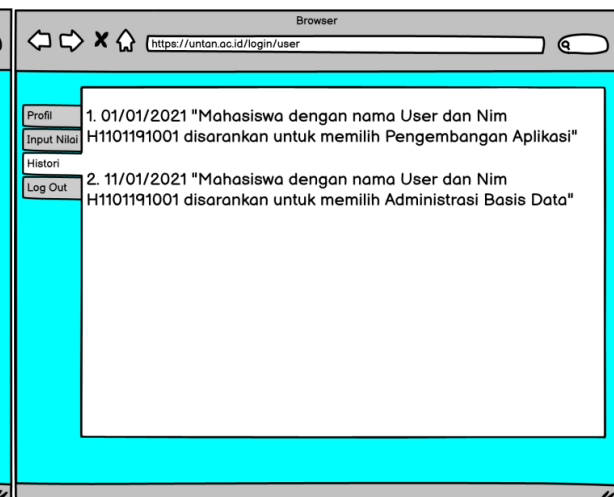 Browser
https://untan.ac.id/login/user
Profil
Input Nilai
Histori
Log Out
1. 01/01/2021 "Mahasiswa dengan nama User dan Nim
H1101191001 disarankan untuk memilih Pengembangan Aplikasi"
2. 11/01/2021 "Mahasiswa dengan nama User dan Nim
H1101191001 disarankan untuk memilih Administrasi Basis Data"